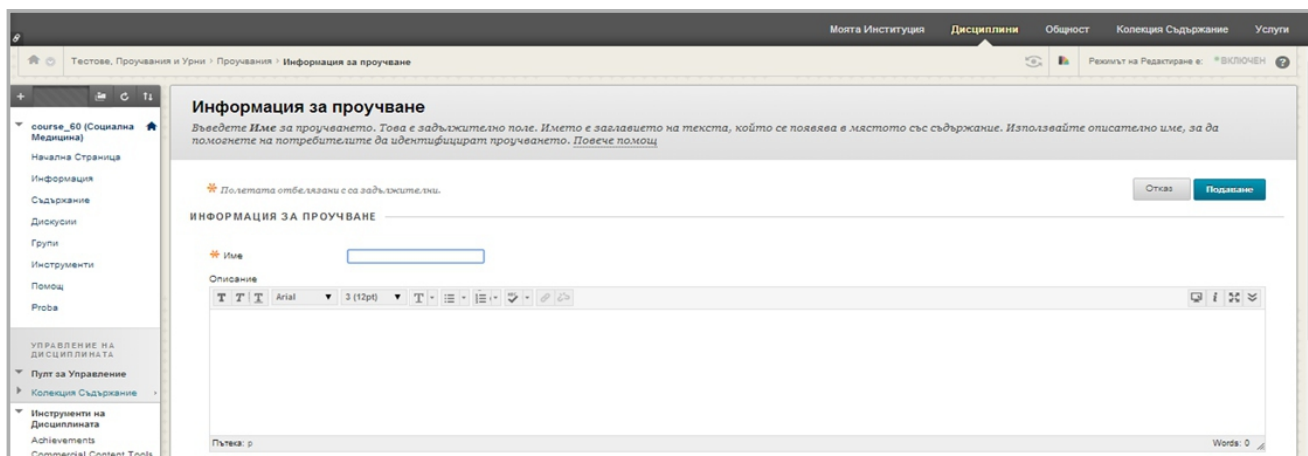 Моята Институция Дисциплини Общност Колекция Съдържание Услуги
Тестове, Проучвания и Урни Проучвания Информация за проучване Режимът на Редактиране е: ВКЛЮЧЕН ?
course_60 (Социална
Медицина)
Начална Страница
Информация
Съдържание
Дискусии
Групи
Инструменти
Помощ
Proba
УПРАВЛЕНИЕ НА
ДИСЦИПЛИНАТА
Пулт за Управление
Колекция Съдържание
Инструменти на
Дисциплината
Achievements
Commercial Content Tools
Информация за проучване
Въведете Име за проучването. Това е задължително поле. Името е заглавието на текста, който се появява в мястото със съдържание. Използвайте описателно име, за да
помогнете на потребителите да идентифицират проучването. Повече помощ
Полетата отбелязани с са задължителни.
Отказ Подаване
ИНФОРМАЦИЯ ЗА ПРОУЧВАНЕ
Име
Описание
T T T Arial 3 (12pt) T
Пътека: p Words: 0